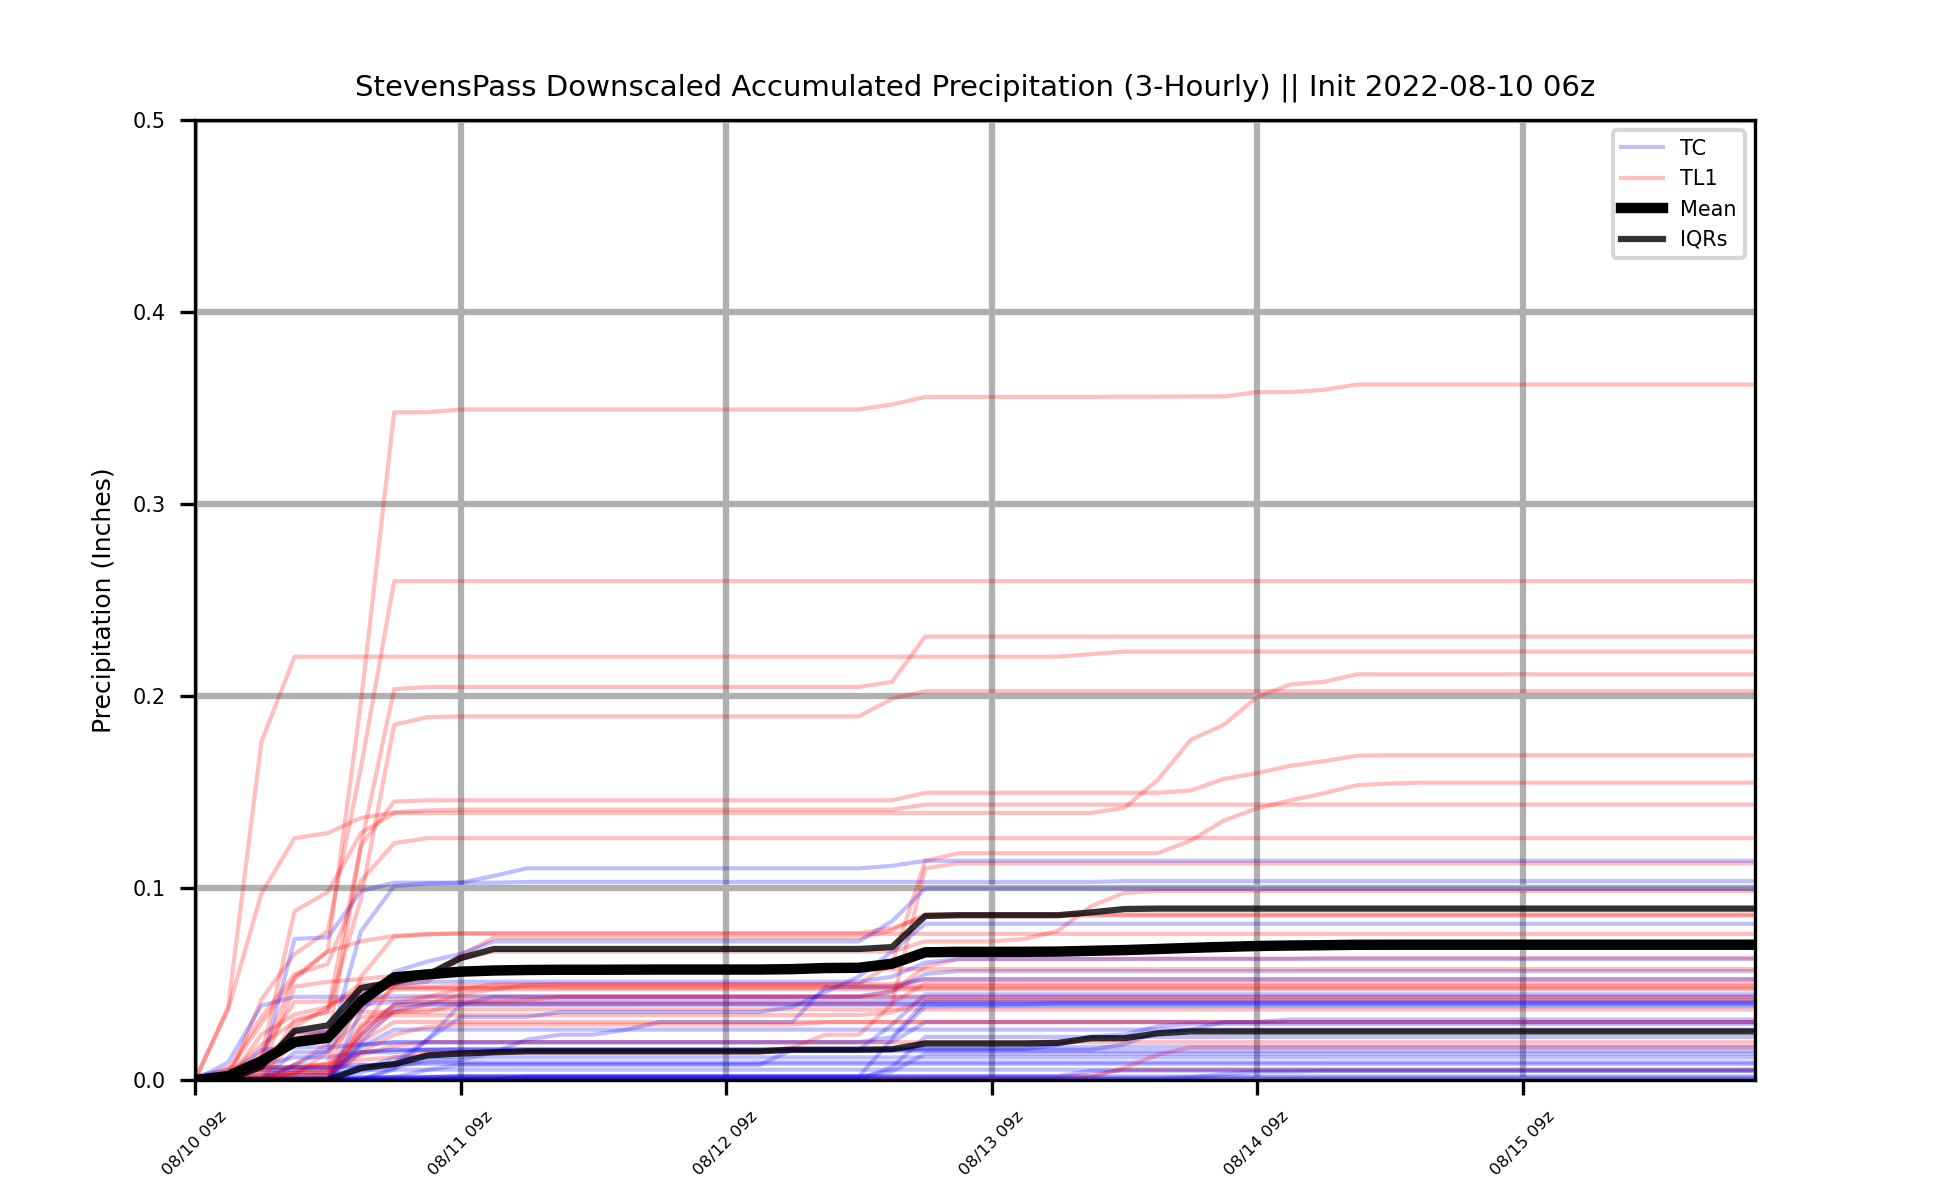 StevensPass Downscaled Accumulated Precipitation (3-Hourly) || Init 2022-08-10 06z
TC
TL1
Mean
IQRs
Precipitation (Inches)
0.5
0.4
0.3
0.2
0.1
0.0
08/10 09z
08/11 09z
08/12 09z
08/13 09z
08/14 09z
08/15 09z